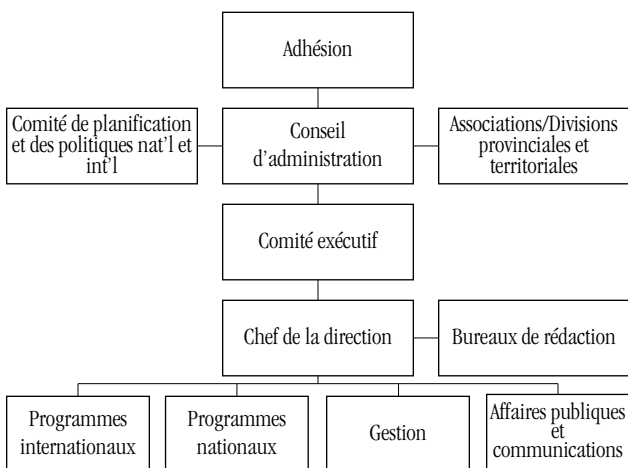 Adhésion
Comité de planification
et des politiques nat'l et
int'l
Conseil
d'administration
Associations/Divisions
provinciales et
territoriales
Comité exécutif
Chef de la direction
Bureaux de rédaction
Programmes
internationaux
Programmes
nationaux
Gestion
Affaires publiques
et
communications